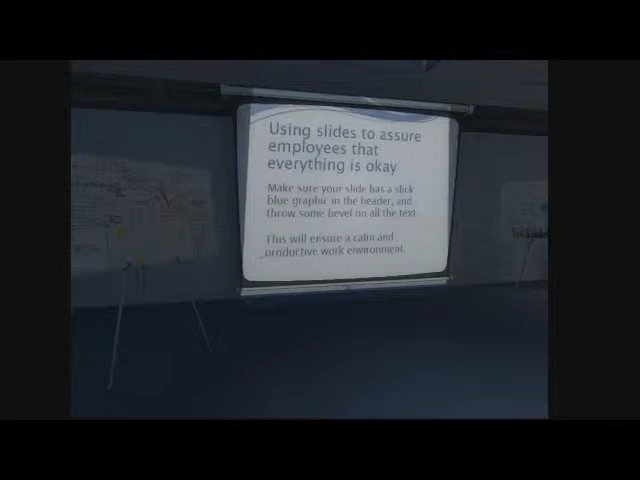 Using slides to assure
employees that
everything is okay
Make sure your slide has a slick
blue graphic in the header, and
throw some bevel on all the text.
This will ensure a calm and
productive work environment.